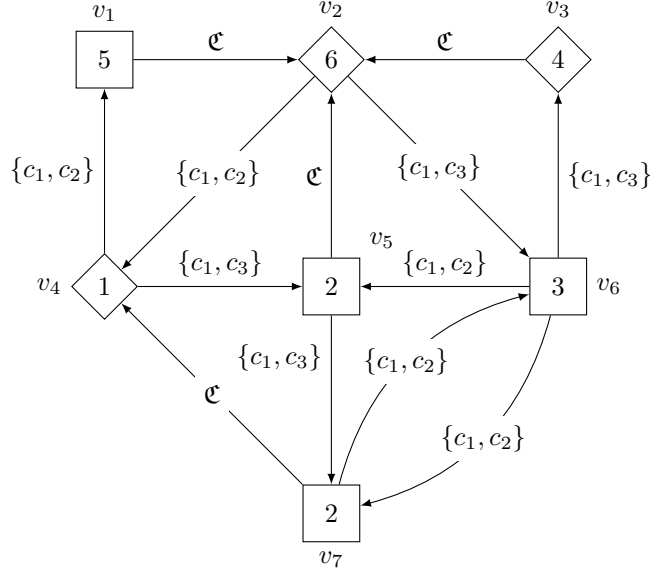 v₁ v₂ v₃
5 ℭ 6 ℭ 4
{c₁, c₂} {c₁, c₂} ℭ {c₁, c₃} {c₁, c₃}
v₅
v₄ 1 {c₁, c₃} 2 {c₁, c₂} 3 v₆
{c₁, c₃} {c₁, c₂}
ℭ {c₁, c₂}
2
v₇